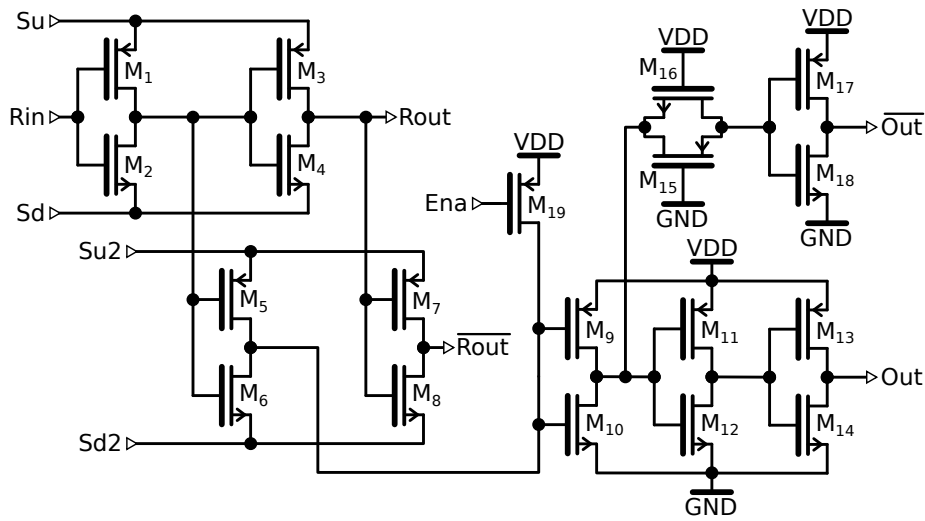 Su
VDD
VDD
M₁
M₃
M₁₆
M₁₇
Rin
Rout
Out
M₂
M₄
VDD
M₁₅
M₁₈
Ena
M₁₉
Sd
GND
GND
Su2
VDD
M₅
M₇
M₉
M₁₁
M₁₃
Rout
Out
M₆
M₈
M₁₀
M₁₂
M₁₄
Sd2
GND